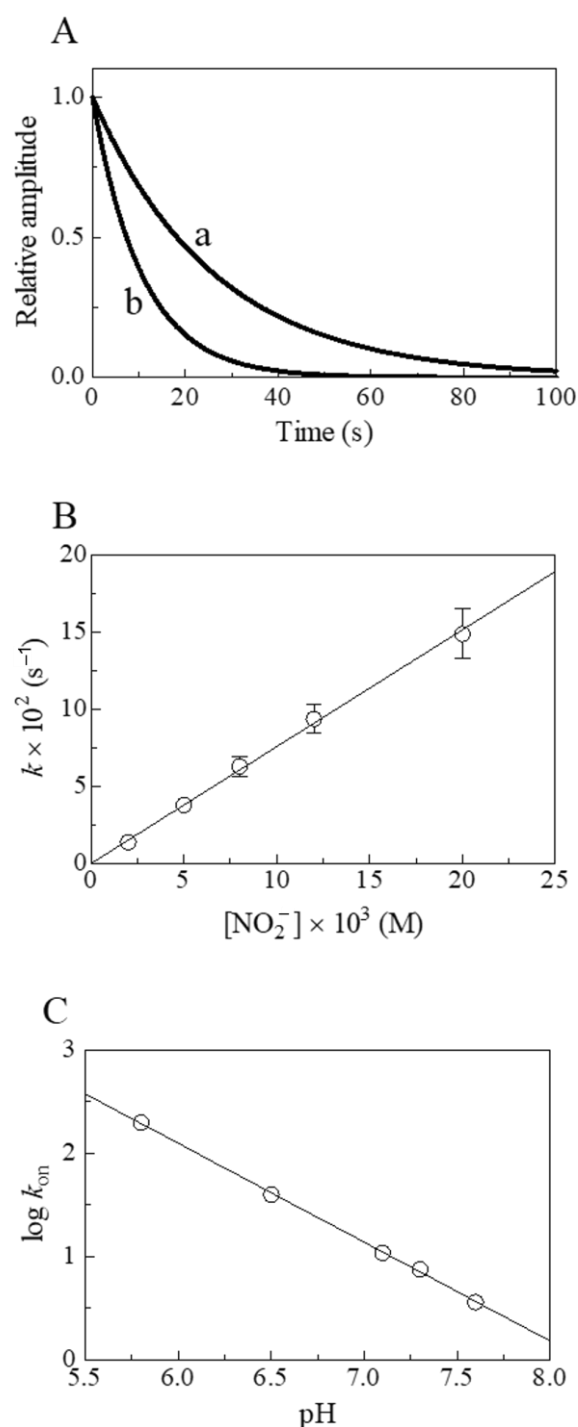 A
Relative amplitude
1.0
0.5
0.0
a
b
0 20 40 60 80 100
Time (s)
B
k × 10² (s⁻¹)
20
15
10
5
0
0 5 10 15 20 25
[NO₂⁻] × 10³ (M)
C
log kₒₙ
3
2
1
0
5.5 6.0 6.5 7.0 7.5 8.0
pH